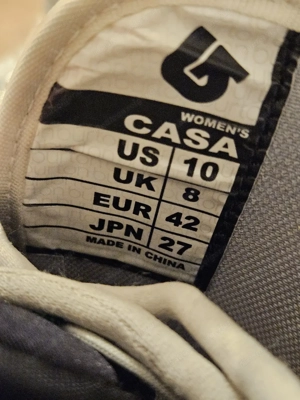 WOMEN'S
CASA
US 10
UK 8
EUR 42
JPN 27
MADE IN CHINA